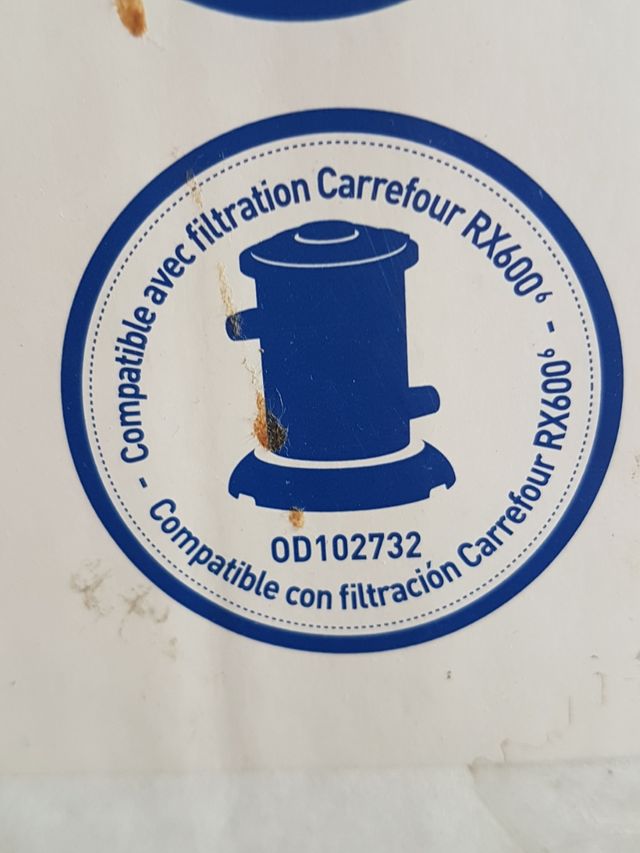 - Compatible avec filtration Carrefour RX600⁶ -
OD102732
Compatible con filtración Carrefour RX600⁶